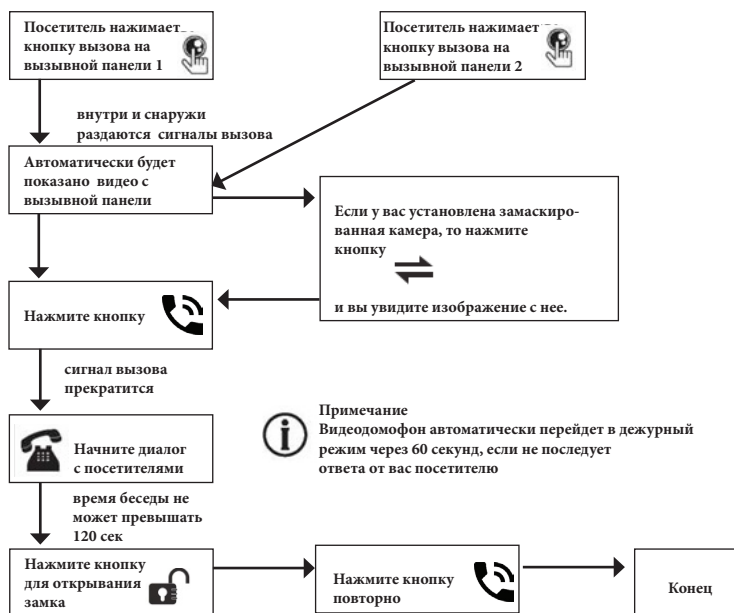 Посетитель нажимает
кнопку вызова на
вызывной панели 1
Посетитель нажимает
кнопку вызова на
вызывной панели 2
внутри и снаружи
раздаются сигналы вызова
Автоматически будет
показано видео с
вызывной панели
Если у вас установлена замаскиро-
ванная камера, то нажмите
кнопку
и вы увидите изображение с нее.
Нажмите кнопку
сигнал вызова
прекратится
Начните диалог
с посетителями
Примечание
Видеодомофон автоматически перейдет в дежурный
режим через 60 секунд, если не последует
ответа от вас посетителю
время беседы не
может превышать
120 сек
Нажмите кнопку
для открывания
замка
Нажмите кнопку
повторно
Конец